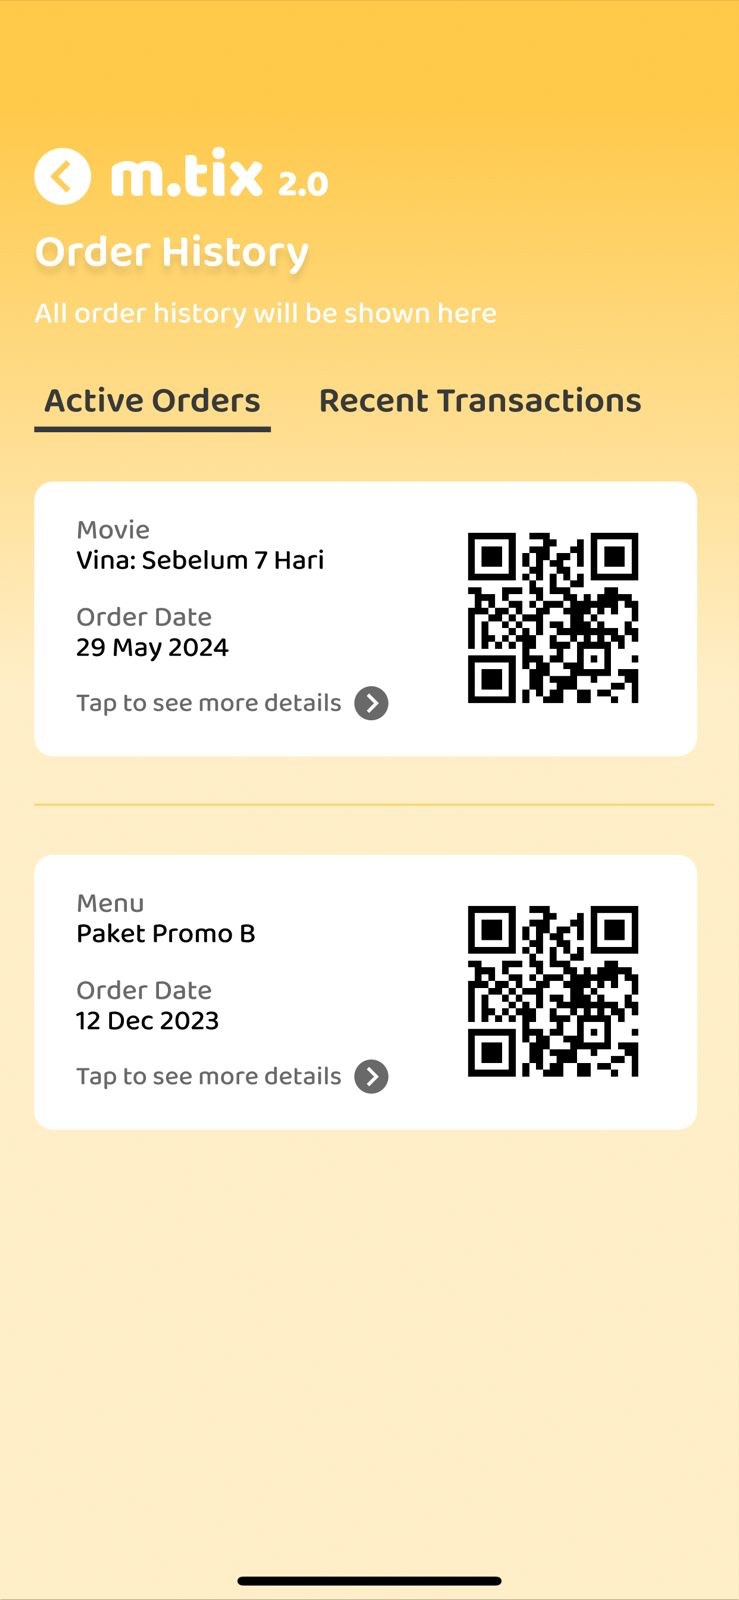 m.tix 2.0
Order History
All order history will be shown here
Active Orders
Recent Transactions
Movie
Vina: Sebelum 7 Hari
Order Date
29 May 2024
Tap to see more details
Menu
Paket Promo B
Order Date
12 Dec 2023
Tap to see more details